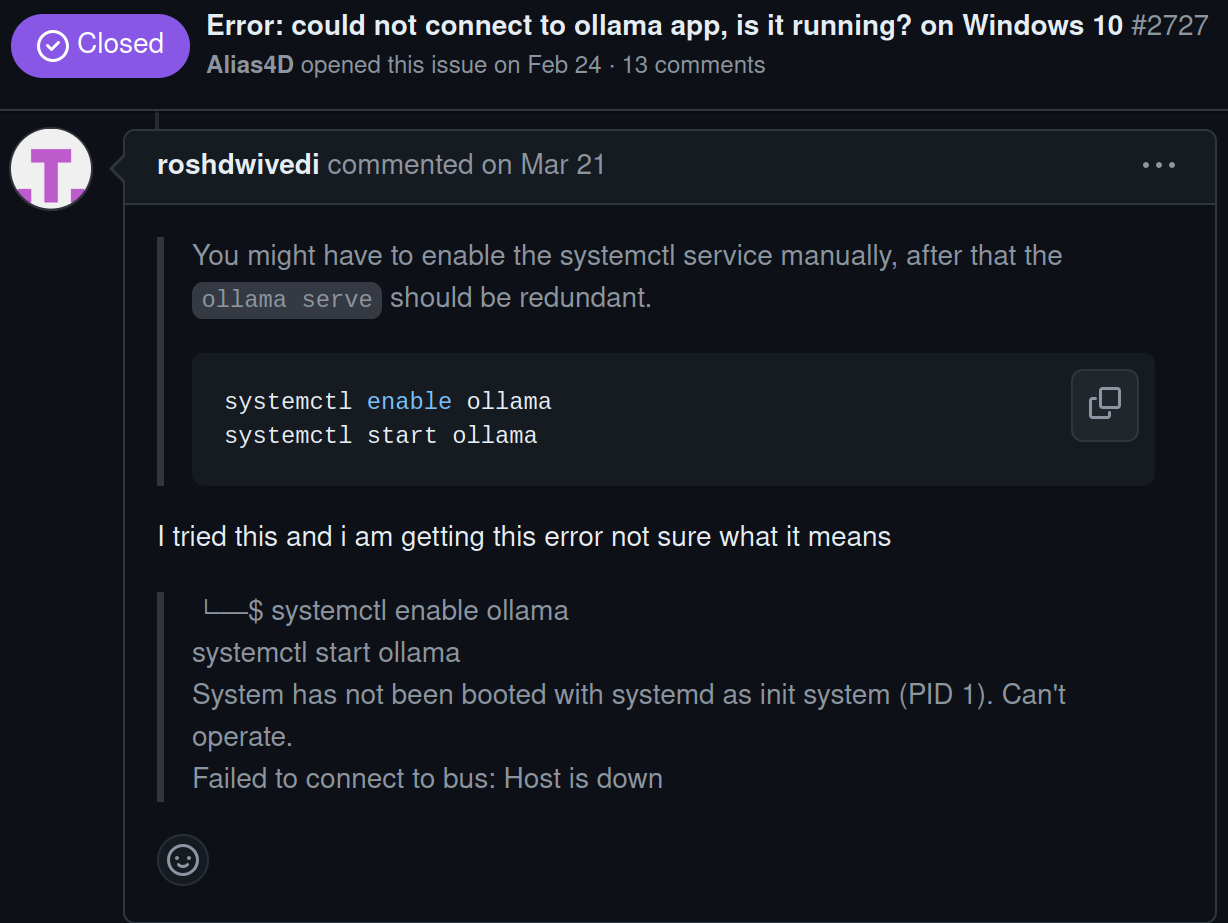 Closed
Error: could not connect to ollama app, is it running? on Windows 10 #2727
Alias4D opened this issue on Feb 24 · 13 comments
roshdwivedi commented on Mar 21
You might have to enable the systemctl service manually, after that the
ollama serve should be redundant.
systemctl enable ollama
systemctl start ollama
I tried this and i am getting this error not sure what it means
└──$ systemctl enable ollama
systemctl start ollama
System has not been booted with systemd as init system (PID 1). Can't
operate.
Failed to connect to bus: Host is down